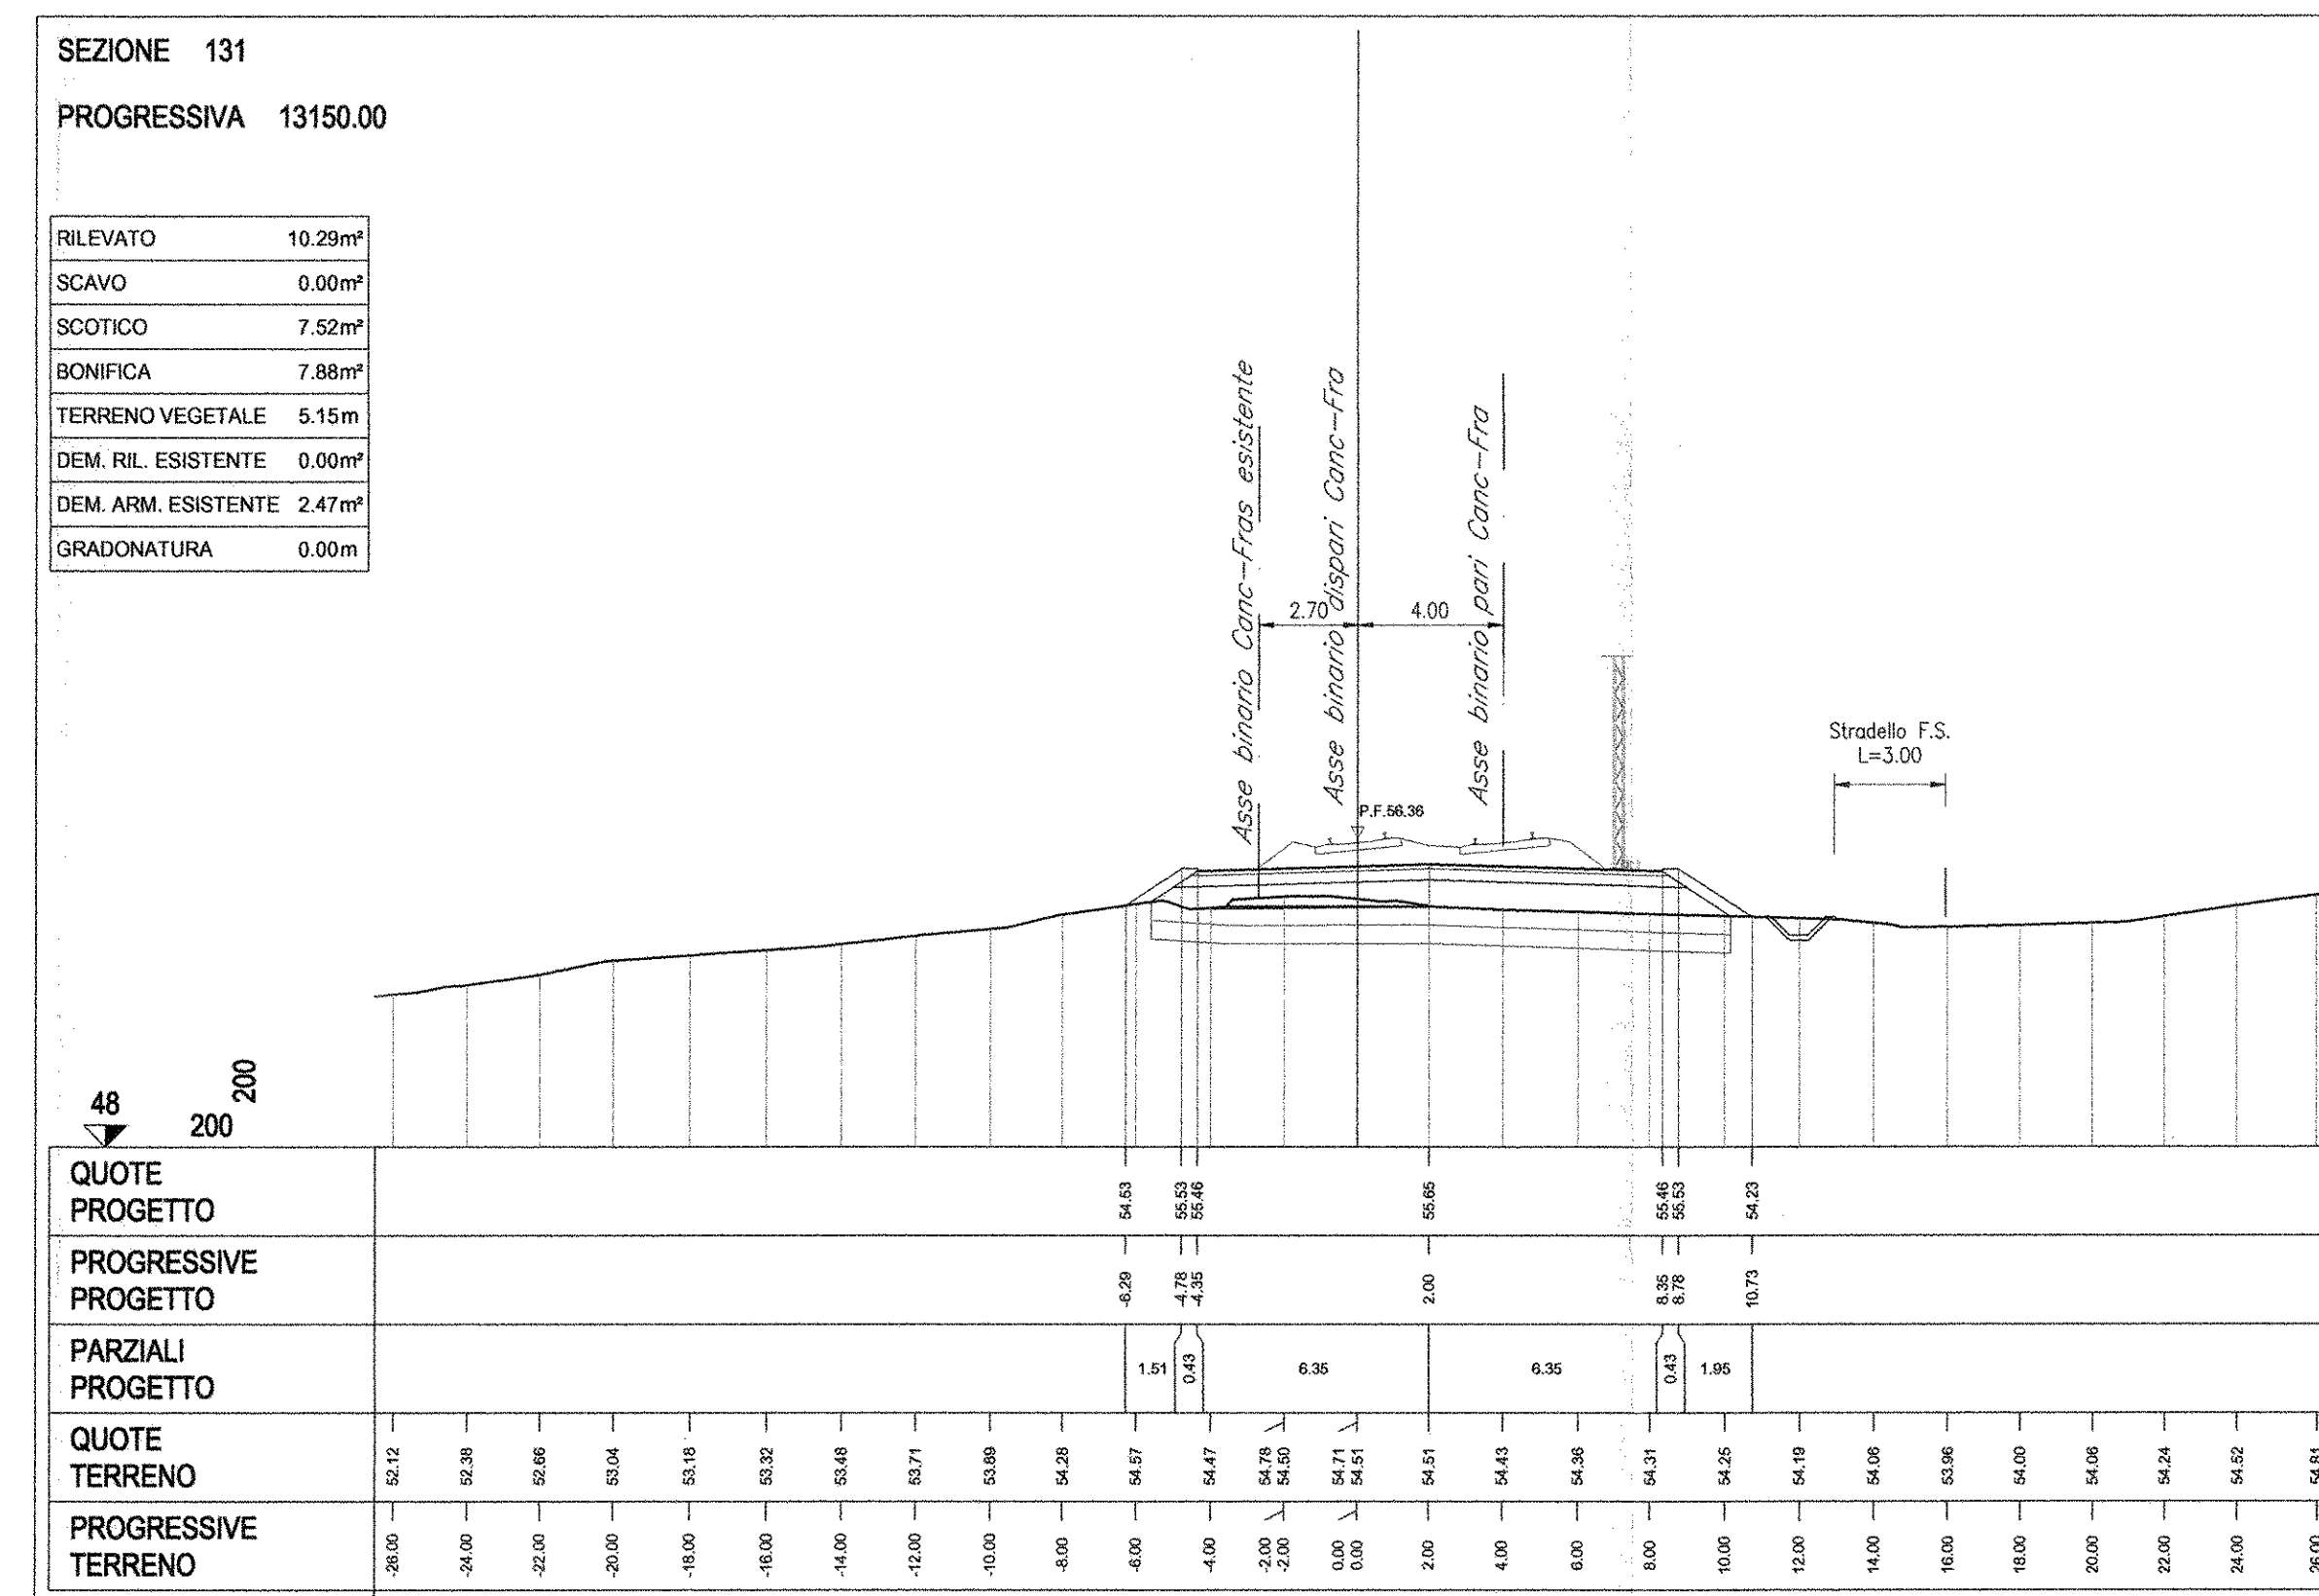 SEZIONE 131
PROGRESSIVA 13150.00
RILEVATO 10.29m²
SCAVO 0.00m²
SCOTICO 7.52m²
BONIFICA 7.88m²
TERRENO VEGETALE 5.15m
DEM. RIL. ESISTENTE 0.00m²
DEM. ARM. ESISTENTE 2.47m²
GRADONATURA 0.00m
Asse binario Canc-Fras esistente
Asse binario dispari Canc-Fra
Asse binario pari Canc-Fra
2.70 4.00
Stradello F.S.
L=3.00
P.F.56.36
48 200 200
QUOTE
PROGETTO
54.53 55.53 55.46 55.65 55.46 55.53 54.23
PROGRESSIVE
PROGETTO
-6.29 -4.78 -4.35 2.00 8.35 8.78 10.73
PARZIALI
PROGETTO
1.51 0.43 6.35 6.35 0.43 1.95
QUOTE
TERRENO
52.12 52.38 52.66 53.04 53.18 53.32 53.48 53.71 53.89 54.28 54.57 54.47 54.78 54.50 54.71 54.51 54.51 54.43 54.36 54.31 54.25 54.19 54.06 53.96 54.00 54.06 54.24 54.52 54.81
PROGRESSIVE
TERRENO
-26.00 -24.00 -22.00 -20.00 -18.00 -16.00 -14.00 -12.00 -10.00 -8.00 -6.00 -4.00 -2.00 -2.00 0.00 0.00 2.00 4.00 6.00 8.00 10.00 12.00 14.00 16.00 18.00 20.00 22.00 24.00 26.00